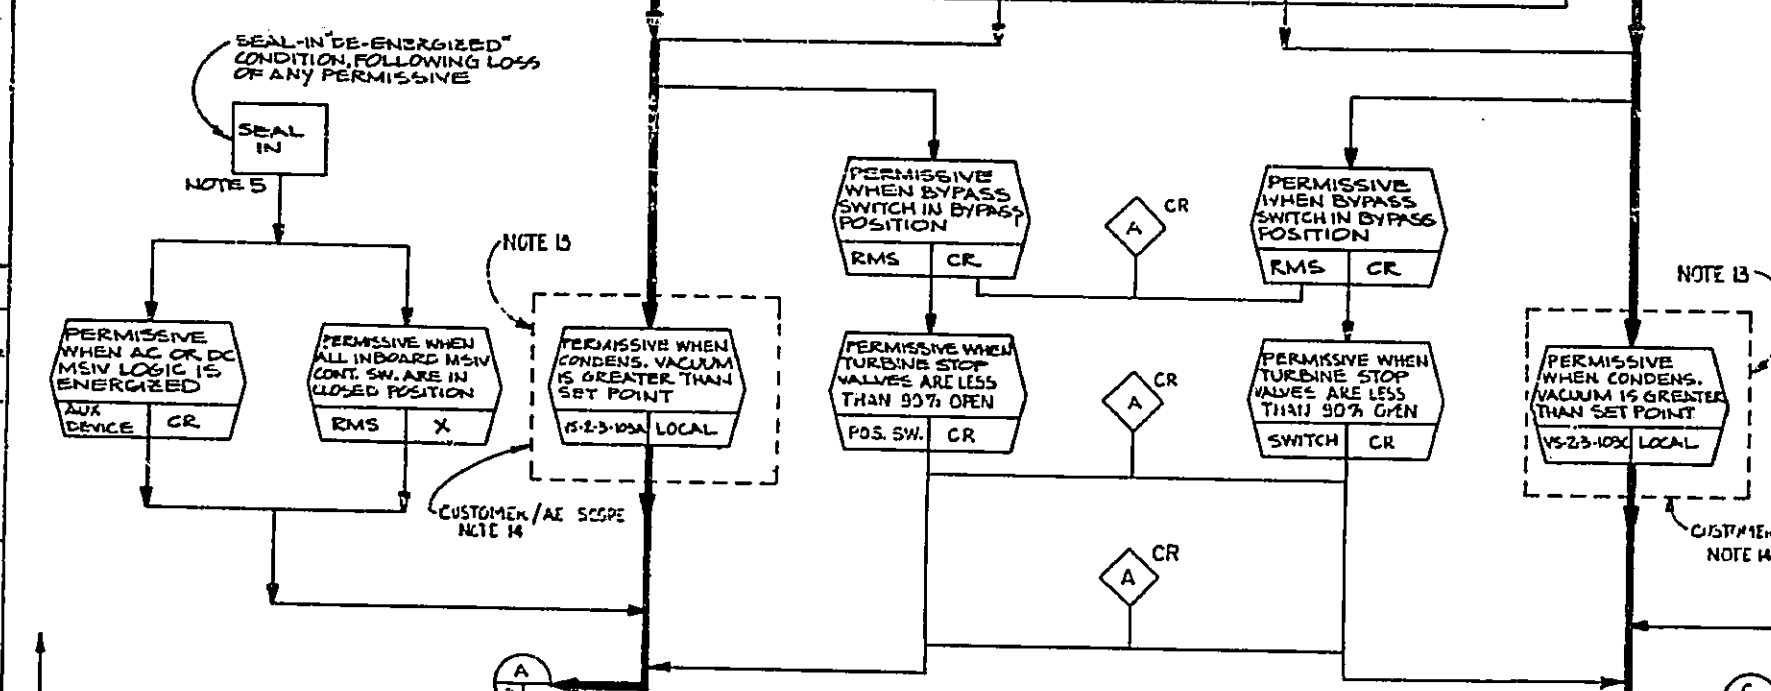 SEAL-IN "DE-ENERGIZED"
CONDITION, FOLLOWING LOSS
OF ANY PERMISSIVE
SEAL
IN
NOTE 5
PERMISSIVE
WHEN AC OR DC
MSIV LOGIC IS
ENERGIZED
AUX
DEVICE
CR
PERMISSIVE WHEN
ALL INBOARD MSIV
CONT. SW. ARE IN
CLOSED POSITION
RMS
X
NOTE 13
PERMISSIVE WHEN
CONDENS. VACUUM
IS GREATER THAN
SET POINT
LOCAL
CUSTOMER/AE SCOPE
NOTE 14
A
PERMISSIVE
WHEN BYPASS
SWITCH IN BYPASS
POSITION
RMS
CR
PERMISSIVE WHEN
TURBINE STOP
VALVES ARE LESS
THAN 90% OPEN
POS. SW.
CR
A
CR
A
CR
A
CR
PERMISSIVE
WHEN BYPASS
SWITCH IN BYPASS
POSITION
RMS
CR
PERMISSIVE WHEN
TURBINE STOP
VALVES ARE LESS
THAN 90% OPEN
SWITCH
CR
NOTE 13
PERMISSIVE
WHEN CONDENS.
VACUUM IS GREATER
THAN SET POINT
VS-2-3-103C
LOCAL
CUSTOMER
NOTE 14